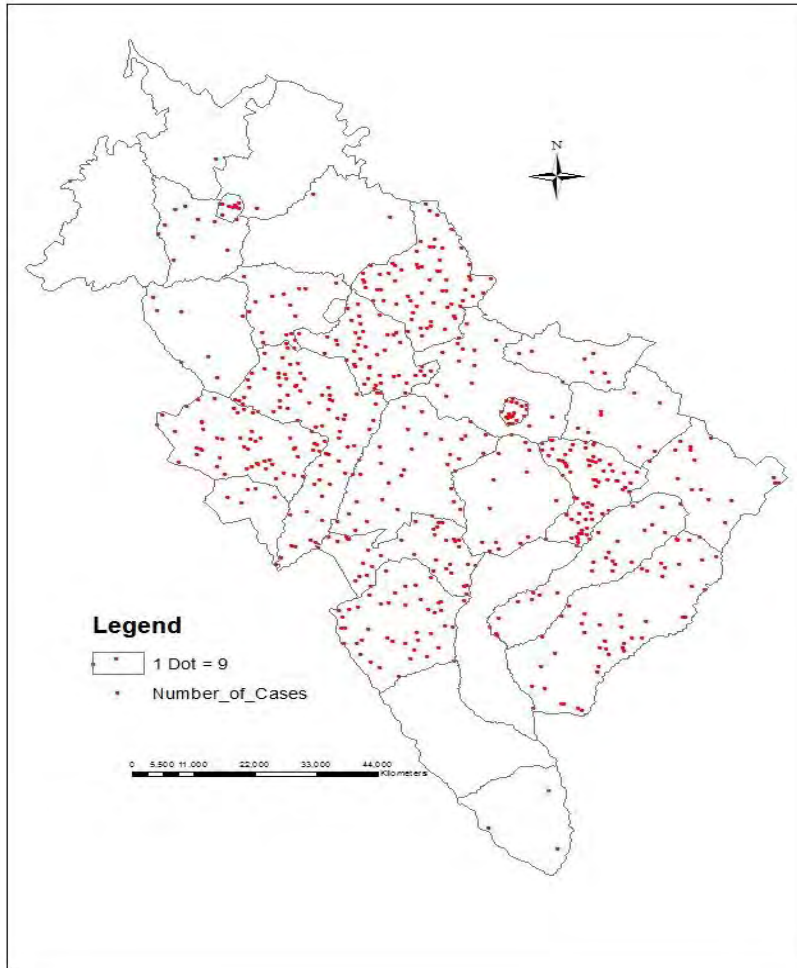 N
Legend
1 Dot = 9
Number_of_Cases
0 5,500 11,000 22,000 33,000 44,000
Kilometers